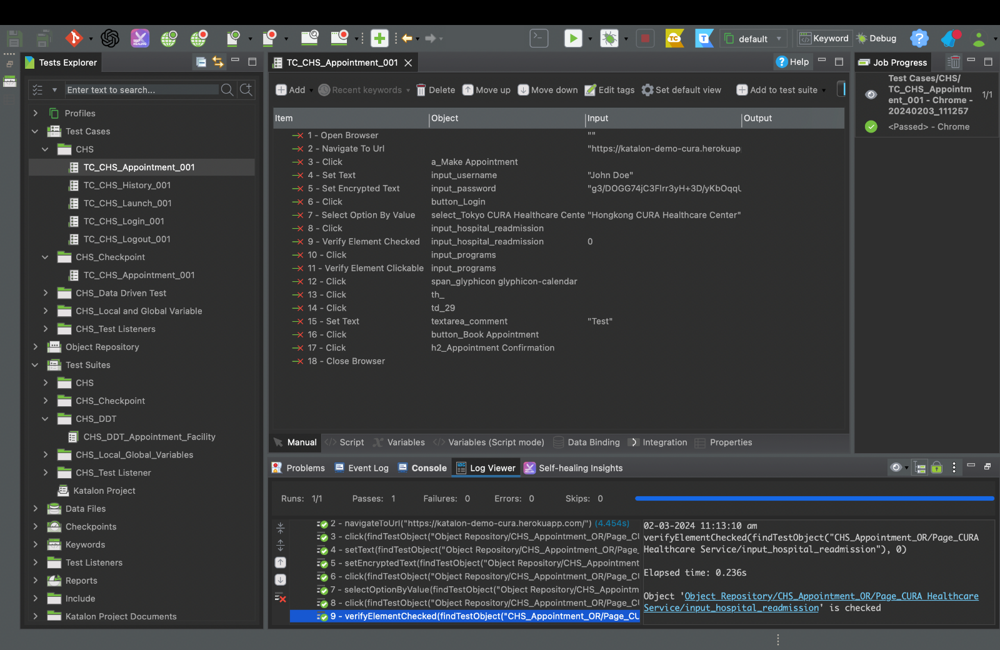 TC
T
default
Keyword
Debug
Tests Explorer
TC_CHS_Appointment_001
Help
Job Progress
Enter text to search...
Add
Recent keywords
Delete
Move up
Move down
Edit tags
Set default view
Add to test suite
Test Cases/CHS/
TC_CHS_Appointm
ent_001 - Chrome -
20240203_111257
1/1
<Passed> - Chrome
Profiles
Test Cases
CHS
TC_CHS_Appointment_001
TC_CHS_History_001
TC_CHS_Launch_001
TC_CHS_Login_001
TC_CHS_Logout_001
CHS_Checkpoint
TC_CHS_Appointment_001
CHS_Data Driven Test
CHS_Local and Global Variable
CHS_Test Listeners
Object Repository
Test Suites
CHS
CHS_Checkpoint
CHS_DDT
CHS_DDT_Appointment_Facility
CHS_Local_Global_Variables
CHS_Test Listener
Katalon Project
Data Files
Checkpoints
Keywords
Test Listeners
Reports
Include
Katalon Project Documents
Item Object Input Output
1 - Open Browser ""
2 - Navigate To Url "https://katalon-demo-cura.herokuap
3 - Click a_Make Appointment
4 - Set Text input_username "John Doe"
5 - Set Encrypted Text input_password "g3/DOGG74jC3Flrr3yH+3D/yKbOqqU
6 - Click button_Login
7 - Select Option By Value select_Tokyo CURA Healthcare Cente "Hongkong CURA Healthcare Center"
8 - Click input_hospital_readmission
9 - Verify Element Checked input_hospital_readmission 0
10 - Click input_programs
11 - Verify Element Clickable input_programs
12 - Click span_glyphicon glyphicon-calendar
13 - Click th_
14 - Click td_29
15 - Set Text textarea_comment "Test"
16 - Click button_Book Appointment
17 - Click h2_Appointment Confirmation
18 - Close Browser
Manual
Script
Variables
Variables (Script mode)
Data Binding
Integration
Properties
Problems
Event Log
Console
Log Viewer
Self-healing Insights
Runs: 1/1 Passes: 1 Failures: 0 Errors: 0 Skips: 0
2 - navigateToUrl("https://katalon-demo-cura.herokuapp.com/") (4.454s)
3 - click(findTestObject("Object Repository/CHS_Appointment_OR/Page_CU
4 - setText(findTestObject("Object Repository/CHS_Appointment_OR/Page_
5 - setEncryptedText(findTestObject("Object Repository/CHS_Appointment
6 - click(findTestObject("Object Repository/CHS_Appointment_OR/Page_CU
7 - selectOptionByValue(findTestObject("Object Repository/CHS_Appointm
8 - click(findTestObject("Object Repository/CHS_Appointment_OR/Page_CU
9 - verifyElementChecked(findTestObject("CHS_Appointment_OR/Page_CU
02-03-2024 11:13:10 am
verifyElementChecked(findTestObject("CHS_Appointment_OR/Page_CURA
Healthcare Service/input_hospital_readmission"), 0)
Elapsed time: 0.236s
Object 'Object Repository/CHS_Appointment_OR/Page_CURA Healthcare
Service/input_hospital_readmission' is checked